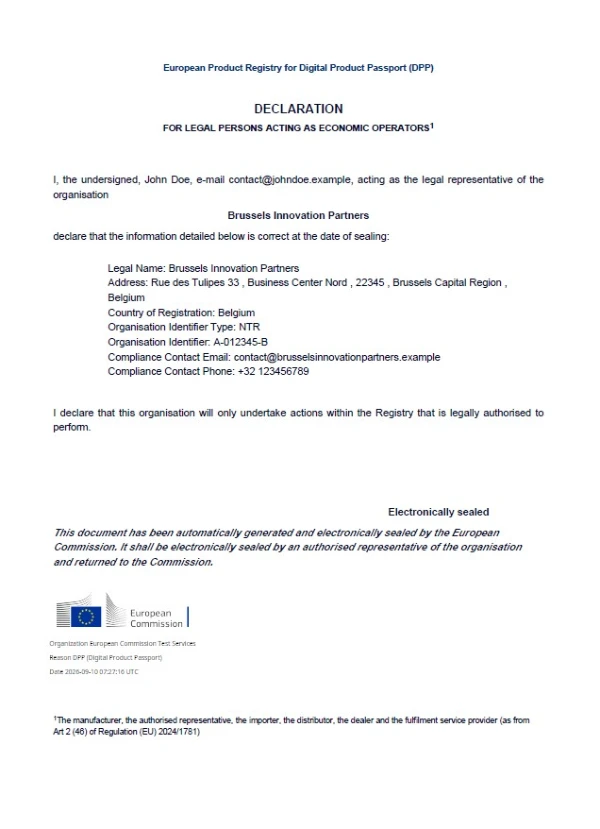 European Product Registry for Digital Product Passport (DPP)
DECLARATION
FOR LEGAL PERSONS ACTING AS ECONOMIC OPERATORS1
I, the undersigned, John Doe, e-mail contact@johndoe.example, acting as the legal representative of the
organisation
Brussels Innovation Partners
declare that the information detailed below is correct at the date of sealing:
Legal Name: Brussels Innovation Partners
Address: Rue des Tulipes 33 , Business Center Nord , 22345 , Brussels Capital Region ,
Belgium
Country of Registration: Belgium
Organisation Identifier Type: NTR
Organisation Identifier: A-012345-B
Compliance Contact Email: contact@brusselsinnovationpartners.example
Compliance Contact Phone: +32 123456789
I declare that this organisation will only undertake actions within the Registry that is legally authorised to
perform.
Electronically sealed
This document has been automatically generated and electronically sealed by the European
Commission. It shall be electronically sealed by an authorised representative of the organisation
and returned to the Commission.
European
Commission
Organization European Commission Test Services
Reason DPP (Digital Product Passport)
Date 2026-09-10 07:27:16 UTC
1The manufacturer, the authorised representative, the importer, the distributor, the dealer and the fulfilment service provider (as from
Art 2 (46) of Regulation (EU) 2024/1781)